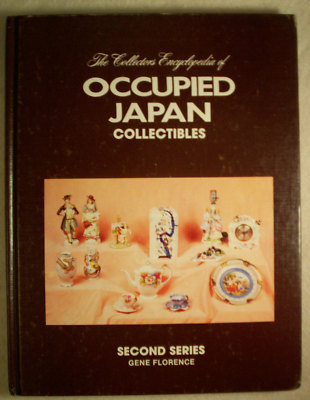 The Collectors Encyclopedia of
OCCUPIED
JAPAN
COLLECTIBLES
SECOND SERIES
GENE FLORENCE